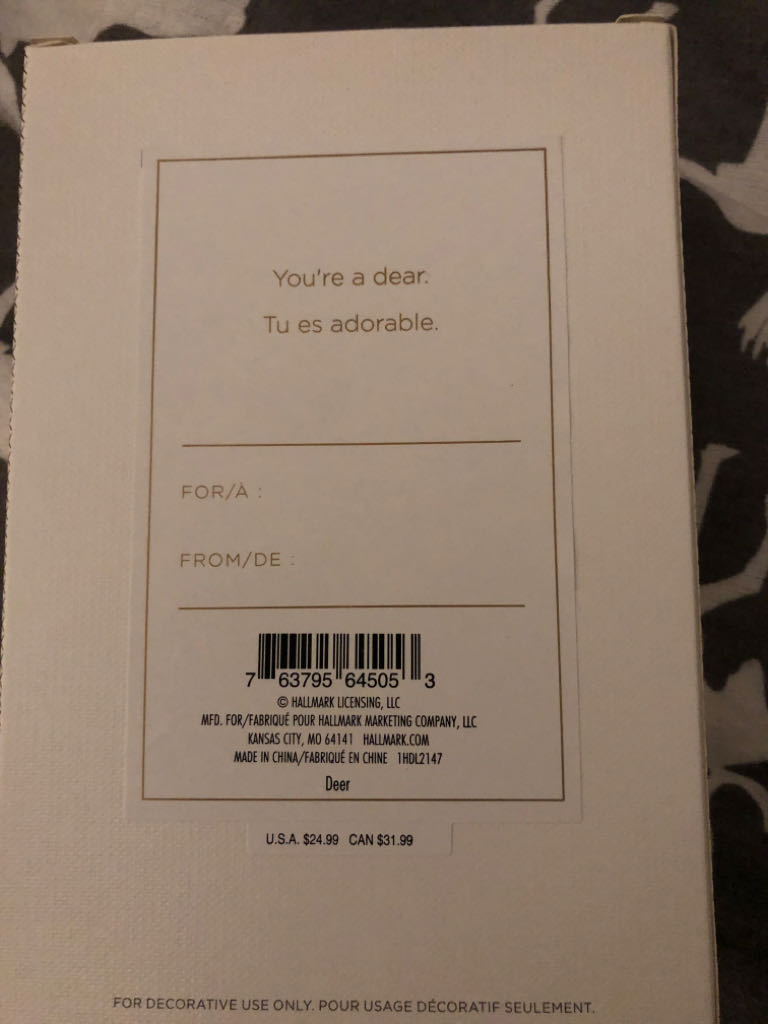 You're a dear.
Tu es adorable.
FOR/À :
FROM/DE :
7 63795 64505 3
© HALLMARK LICENSING, LLC
MFD. FOR/FABRIQUÉ POUR HALLMARK MARKETING COMPANY, LLC
KANSAS CITY, MO 64141 HALLMARK.COM
MADE IN CHINA/FABRIQUÉ EN CHINE 1HDL2147
Deer
U.S.A. $24.99 CAN $31.99
FOR DECORATIVE USE ONLY. POUR USAGE DÉCORATIF SEULEMENT.